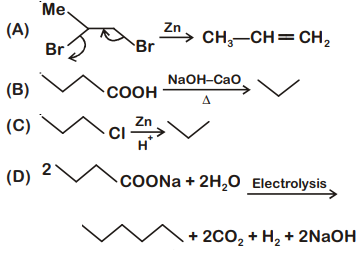 Me
(A) Br Br Zn CH₃—CH=CH₂
(B) COOH NaOH–CaO Δ
(C) Cl Zn H⁺
(D) 2 COONa + 2H₂O Electrolysis
+ 2CO₂ + H₂ + 2NaOH